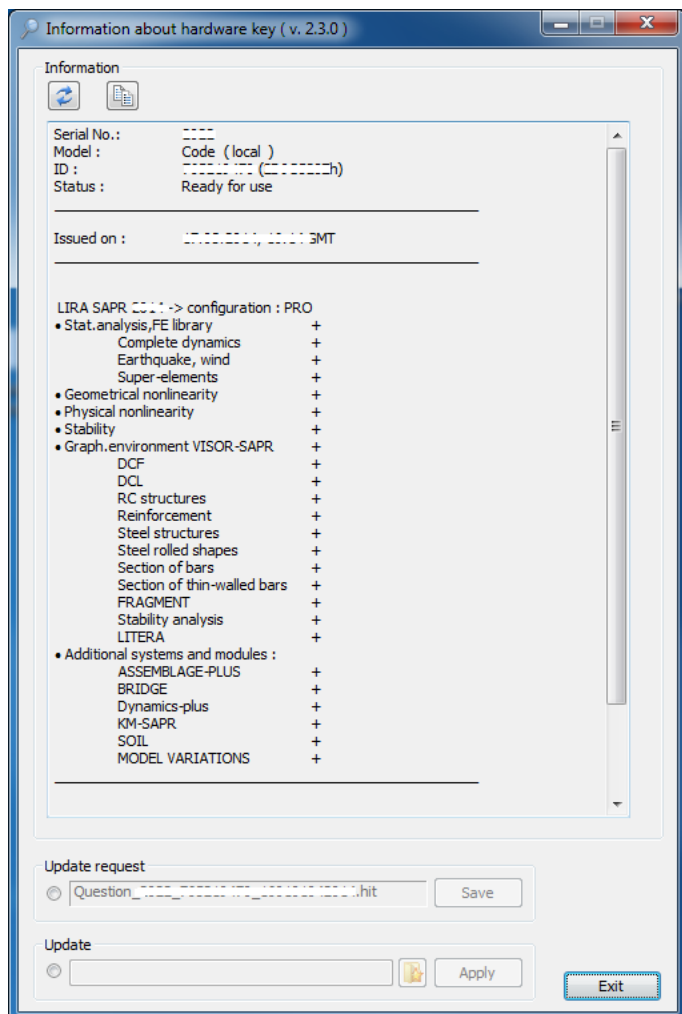 Information about hardware key ( v. 2.3.0 )
Information
Serial No.:
Model : Code ( local )
ID :
Status : Ready for use
Issued on : GMT
LIRA SAPR -> configuration : PRO
• Stat.analysis,FE library +
Complete dynamics +
Earthquake, wind +
Super-elements +
• Geometrical nonlinearity +
• Physical nonlinearity +
• Stability +
• Graph.environment VISOR-SAPR +
DCF +
DCL +
RC structures +
Reinforcement +
Steel structures +
Steel rolled shapes +
Section of bars +
Section of thin-walled bars +
FRAGMENT +
Stability analysis +
LITERA +
• Additional systems and modules :
ASSEMBLAGE-PLUS +
BRIDGE +
Dynamics-plus +
KM-SAPR +
SOIL +
MODEL VARIATIONS +
Update request
Save
Update
Apply
Exit